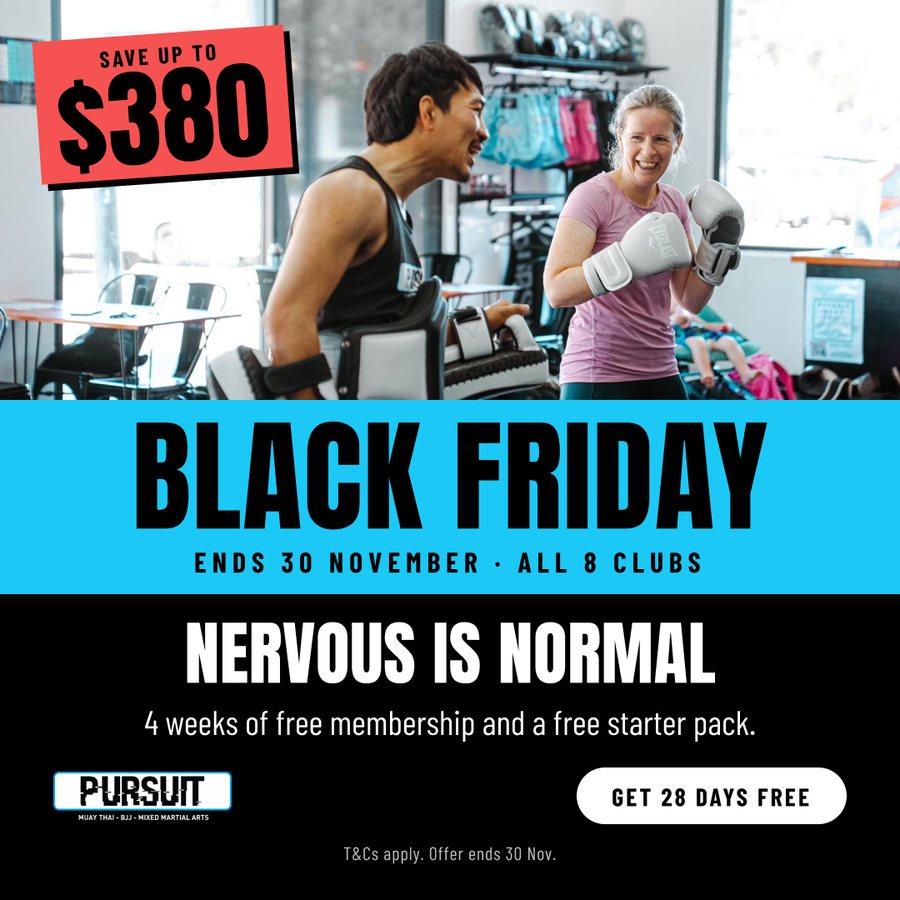 SAVE UP TO
$380
EVERLAST
BLACK FRIDAY
ENDS 30 NOVEMBER · ALL 8 CLUBS
NERVOUS IS NORMAL
4 weeks of free membership and a free starter pack.
PURSUIT
MUAY THAI - BJJ - MIXED MARTIAL ARTS
GET 28 DAYS FREE
T&Cs apply. Offer ends 30 Nov.